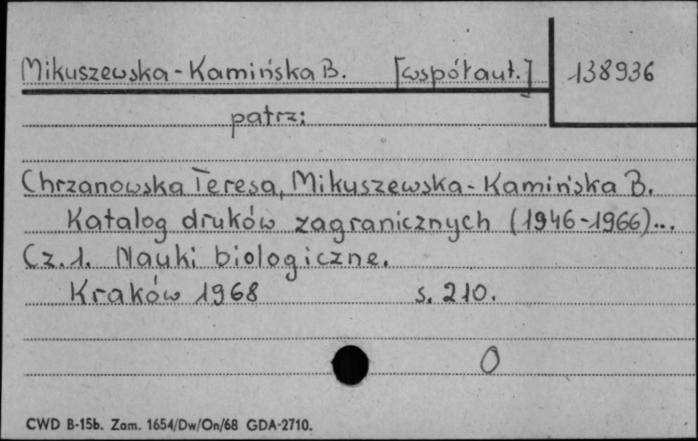 Mikuszewska-Kamińska B. [współaut.] 138936
patrz:
Chrzanowska Teresa, Mikuszewska-Kamińska B.
Katalog druków zagranicznych (1946-1966)...
Cz. 1. Nauki biologiczne.
Kraków 1968 s. 210.
0
CWD B-15b. Zam. 1654/Dw/On/68 GDA-2710.